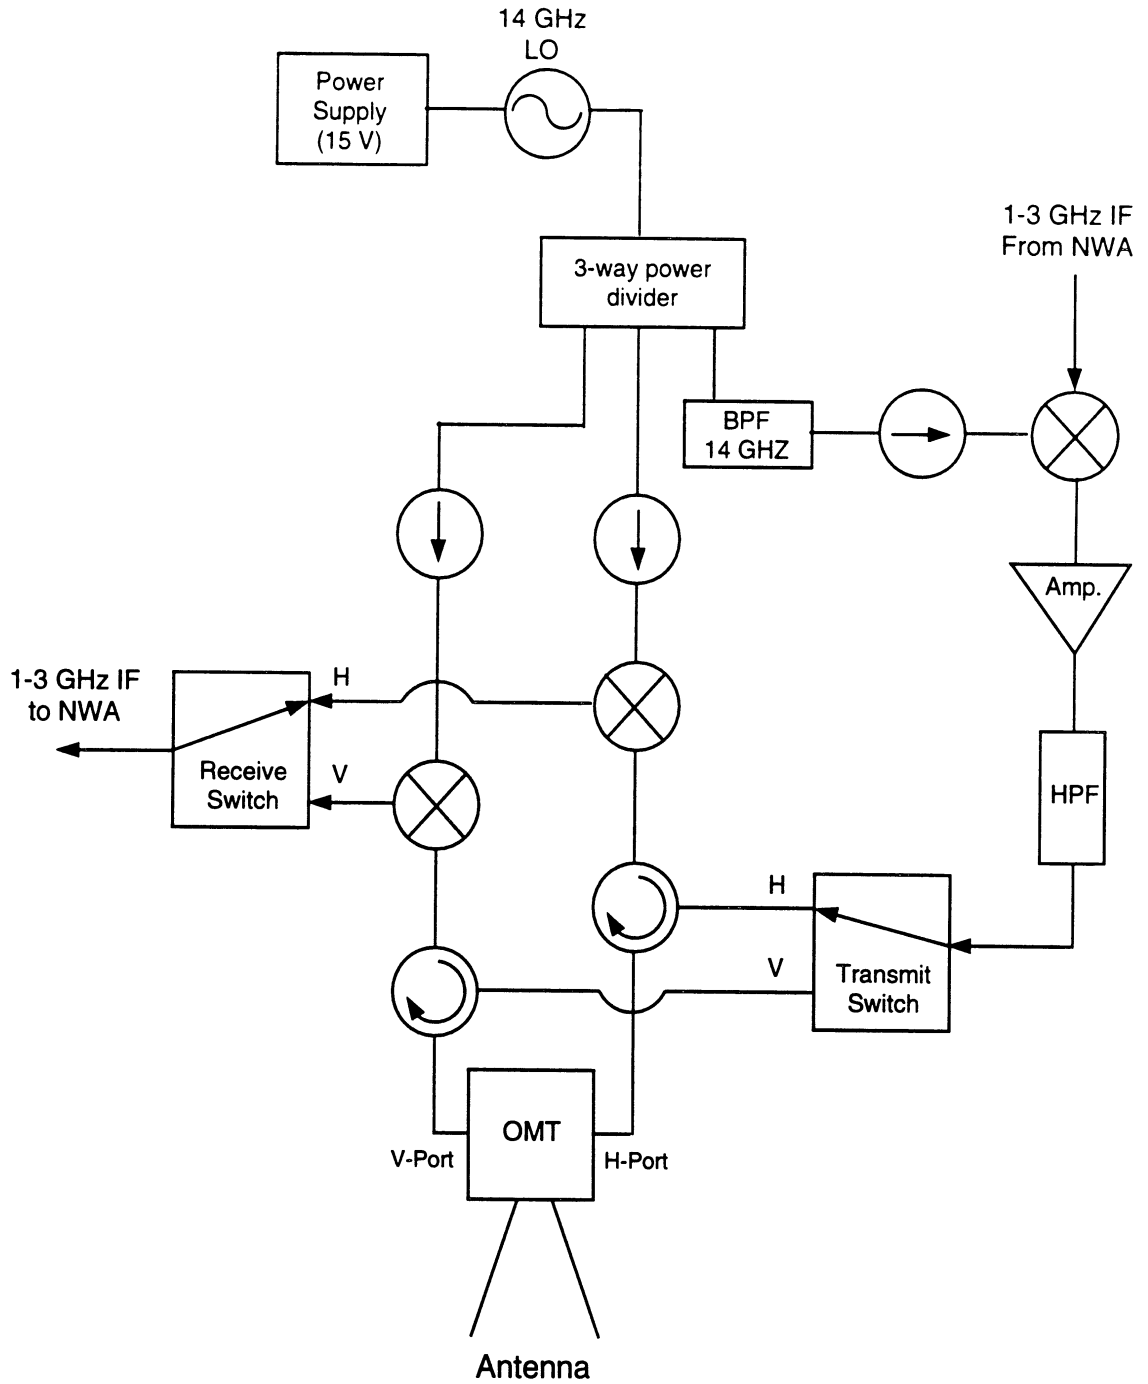 14 GHz
LO
Power
Supply
(15 V)
1-3 GHz IF
From NWA
3-way power
divider
BPF
14 GHZ
Amp.
1-3 GHz IF
to NWA
H
V
Receive
Switch
HPF
H
V
Transmit
Switch
OMT
V-Port
H-Port
Antenna